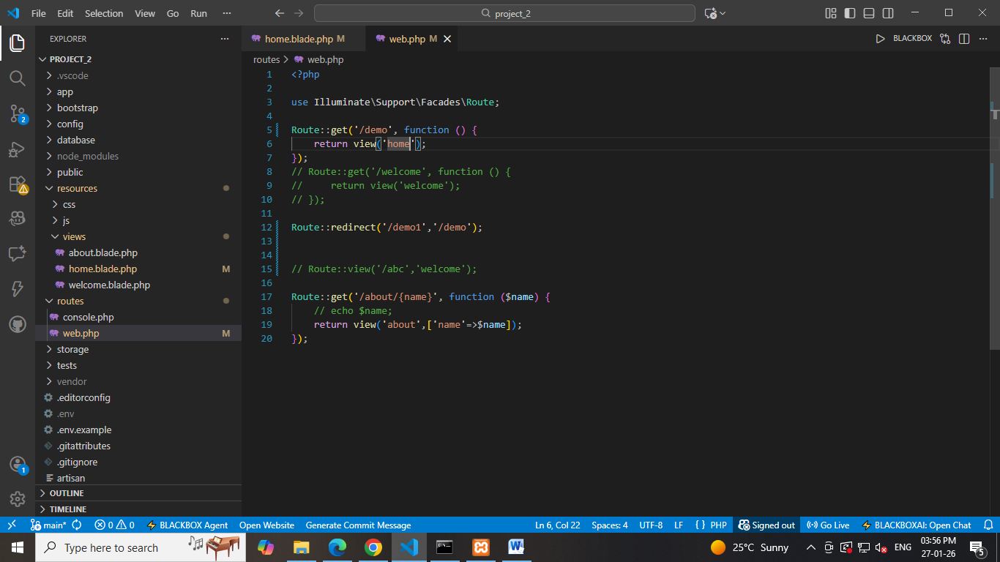 File Edit Selection View Go Run ··· project_2
EXPLORER ···
PROJECT_2
.vscode
app
bootstrap
config
database
node_modules
public
resources
css
js
views
about.blade.php
home.blade.php M
welcome.blade.php
routes
console.php
web.php M
storage
tests
vendor
.editorconfig
.env
.env.example
.gitattributes
.gitignore
artisan
OUTLINE
TIMELINE
2
1
home.blade.php M web.php M BLACKBOX ···
routes > web.php
1 <?php
2
3 use Illuminate\Support\Facades\Route;
4
5 Route::get('/demo', function () {
6     return view('home');
7 });
8 // Route::get('/welcome', function () {
9 //     return view('welcome');
10 // });
11
12 Route::redirect('/demo1','/demo');
13
14
15 // Route::view('/abc','welcome');
16
17 Route::get('/about/{name}', function ($name) {
18     // echo $name;
19     return view('about',['name'=>$name]);
20 });
main* 0 0 BLACKBOX Agent Open Website Generate Commit Message Ln 6, Col 22 Spaces: 4 UTF-8 LF { } PHP Signed out Go Live BLACKBOXAI: Open Chat
Type here to search 25°C Sunny ENG 03:56 PM
27-01-26
5